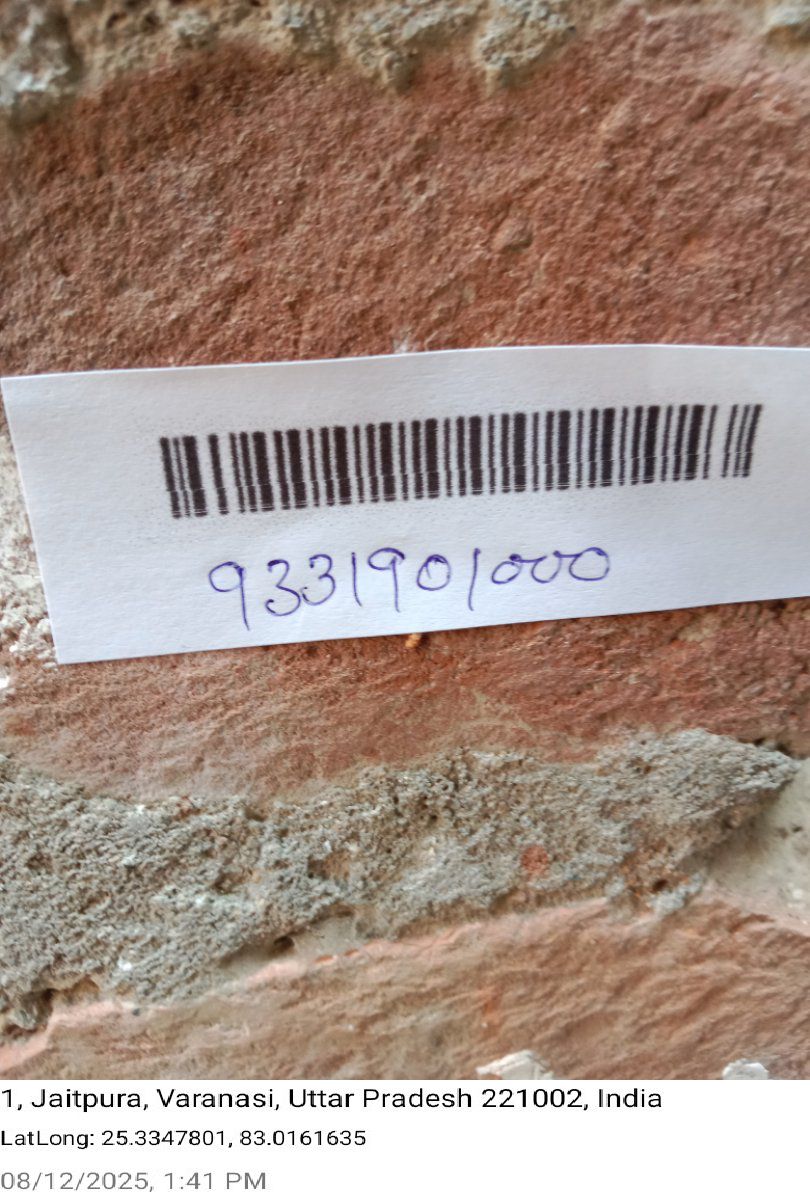 9331901000
1, Jaitpura, Varanasi, Uttar Pradesh 221002, India
LatLong: 25.3347801, 83.0161635
08/12/2025, 1:41 PM